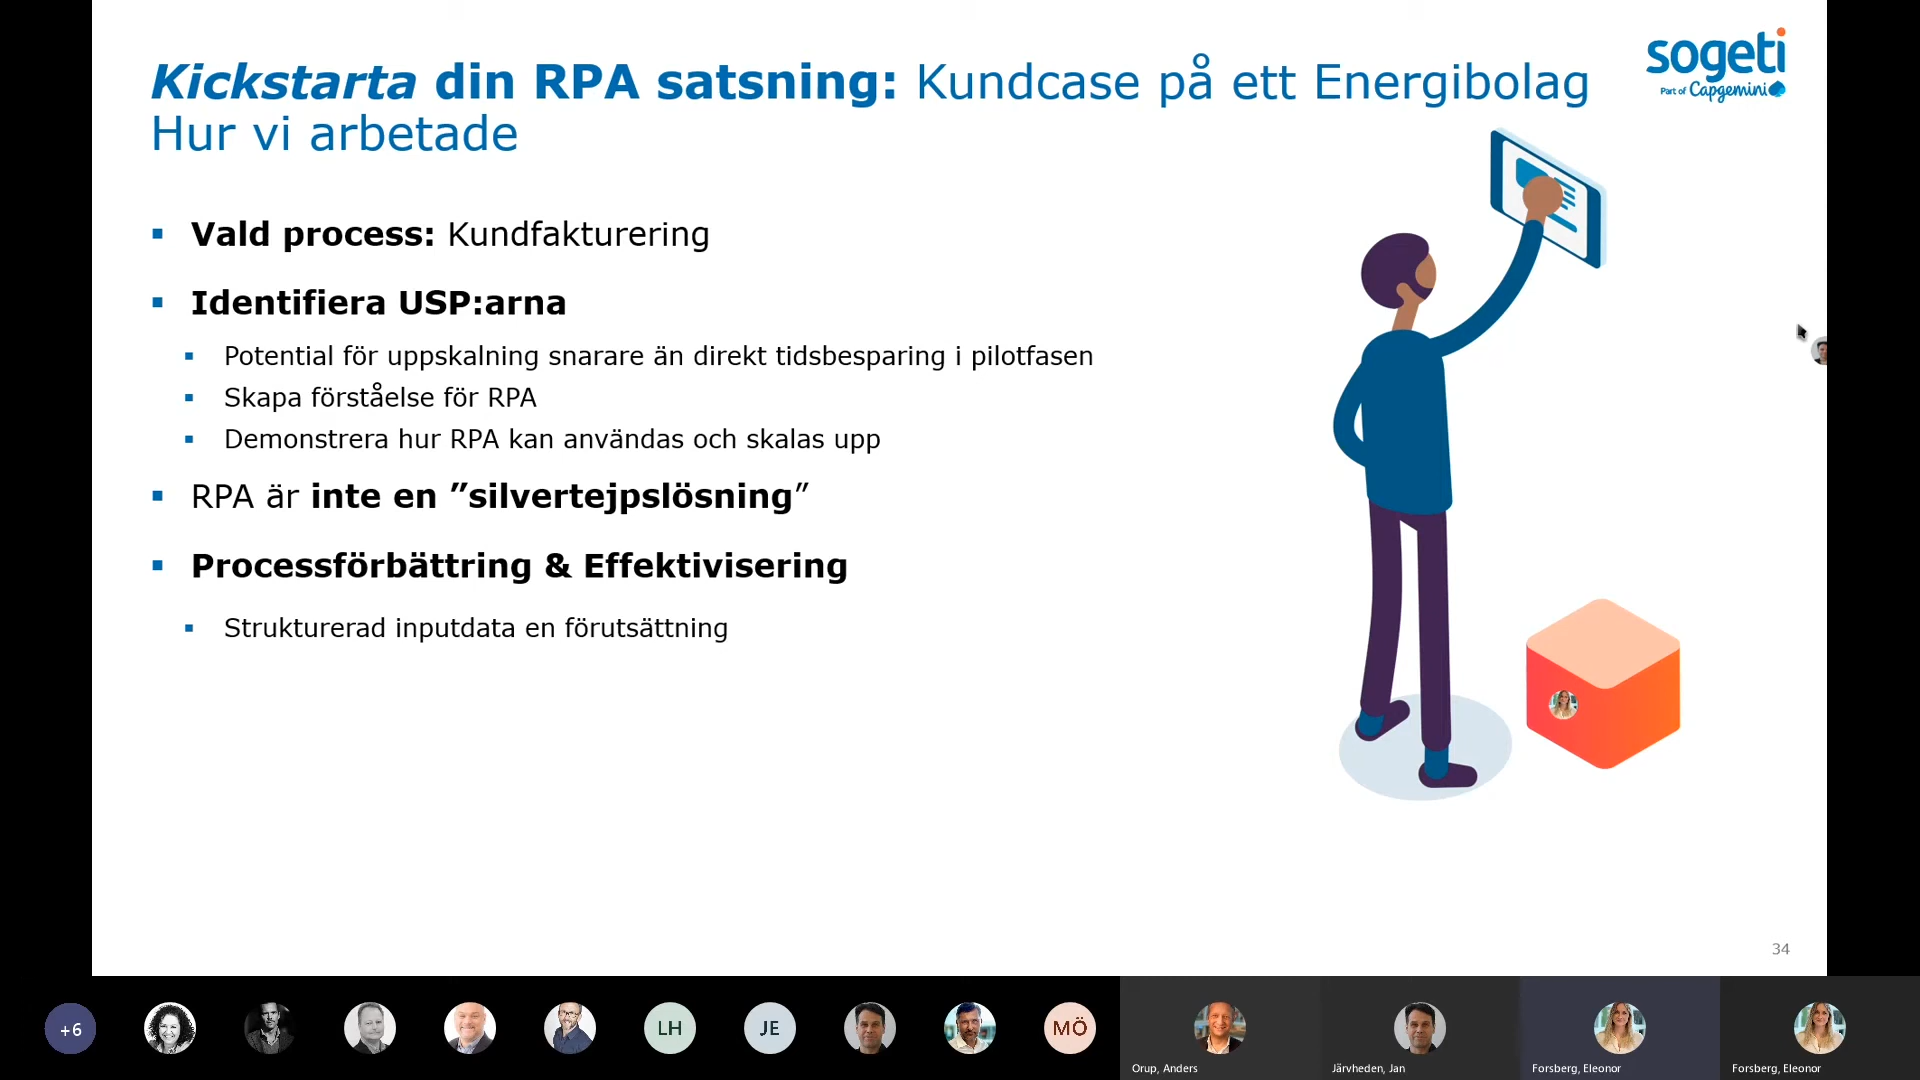 Kickstarta din RPA satsning: Kundcase på ett Energibolag
Hur vi arbetade
sogeti
Part of Capgemini
Vald process: Kundfakturering
Identifiera USP:arna
Potential för uppskalning snarare än direkt tidsbesparing i pilotfasen
Skapa förståelse för RPA
Demonstrera hur RPA kan användas och skalas upp
RPA är inte en ”silvertejpslösning”
Processförbättring & Effektivisering
Strukturerad inputdata en förutsättning
34
+6
LH
JE
MÖ
Orup, Anders
Järvheden, Jan
Forsberg, Eleonor
Forsberg, Eleonor